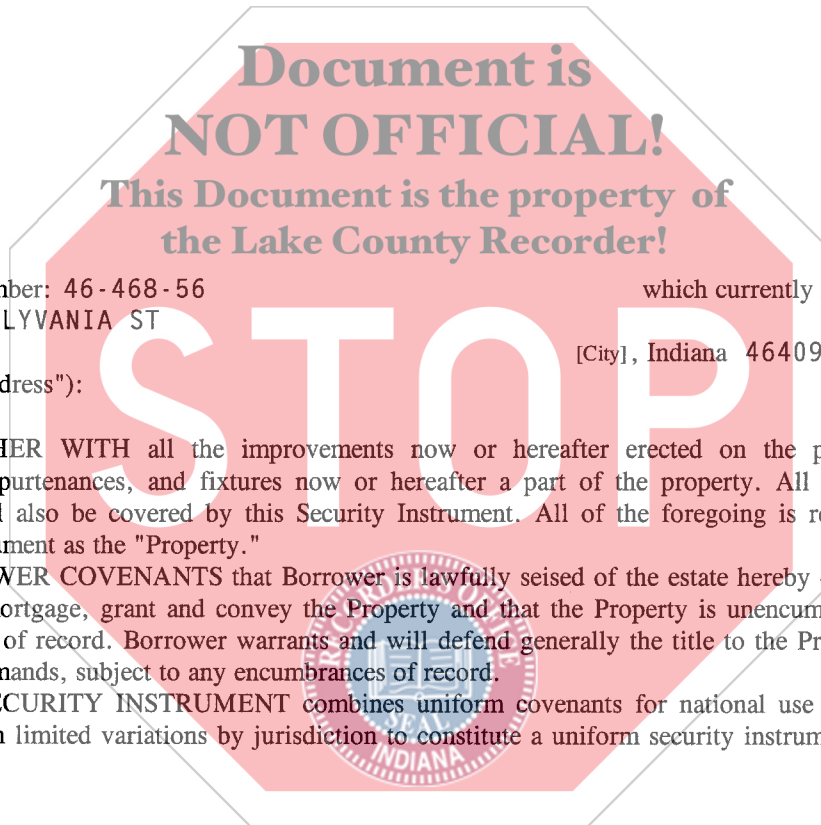 Document is
NOT OFFICIAL!
This Document is the property of
the Lake County Recorder!
nber: 46-468-56 which currently
LYVANIA ST
[City], Indiana 46409
dress"):
STOP
HER WITH all the improvements now or hereafter erected on the p
purtenances, and fixtures now or hereafter a part of the property. All
l also be covered by this Security Instrument. All of the foregoing is re
ument as the "Property."
WER COVENANTS that Borrower is lawfully seised of the estate hereby
ortgage, grant and convey the Property and that the Property is unencum
of record. Borrower warrants and will defend generally the title to the Pr
mands, subject to any encumbrances of record.
ECURITY INSTRUMENT combines uniform covenants for national use
n limited variations by jurisdiction to constitute a uniform security instrum
RECORDER'S OFFICE
SEAL
INDIANA